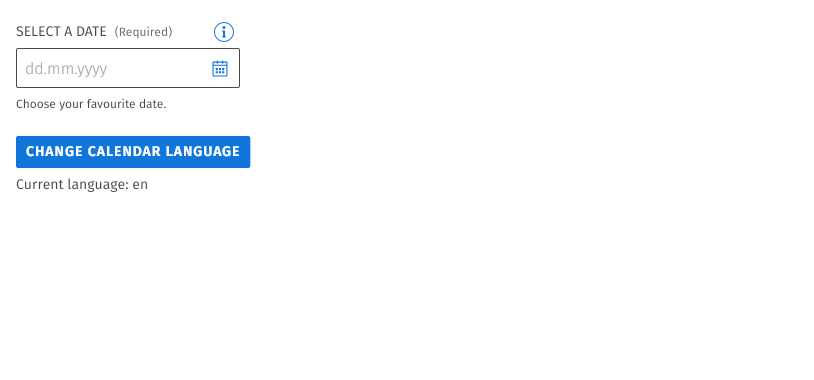 SELECT A DATE (Required)
dd.mm.yyyy
Choose your favourite date.
CHANGE CALENDAR LANGUAGE
Current language: en